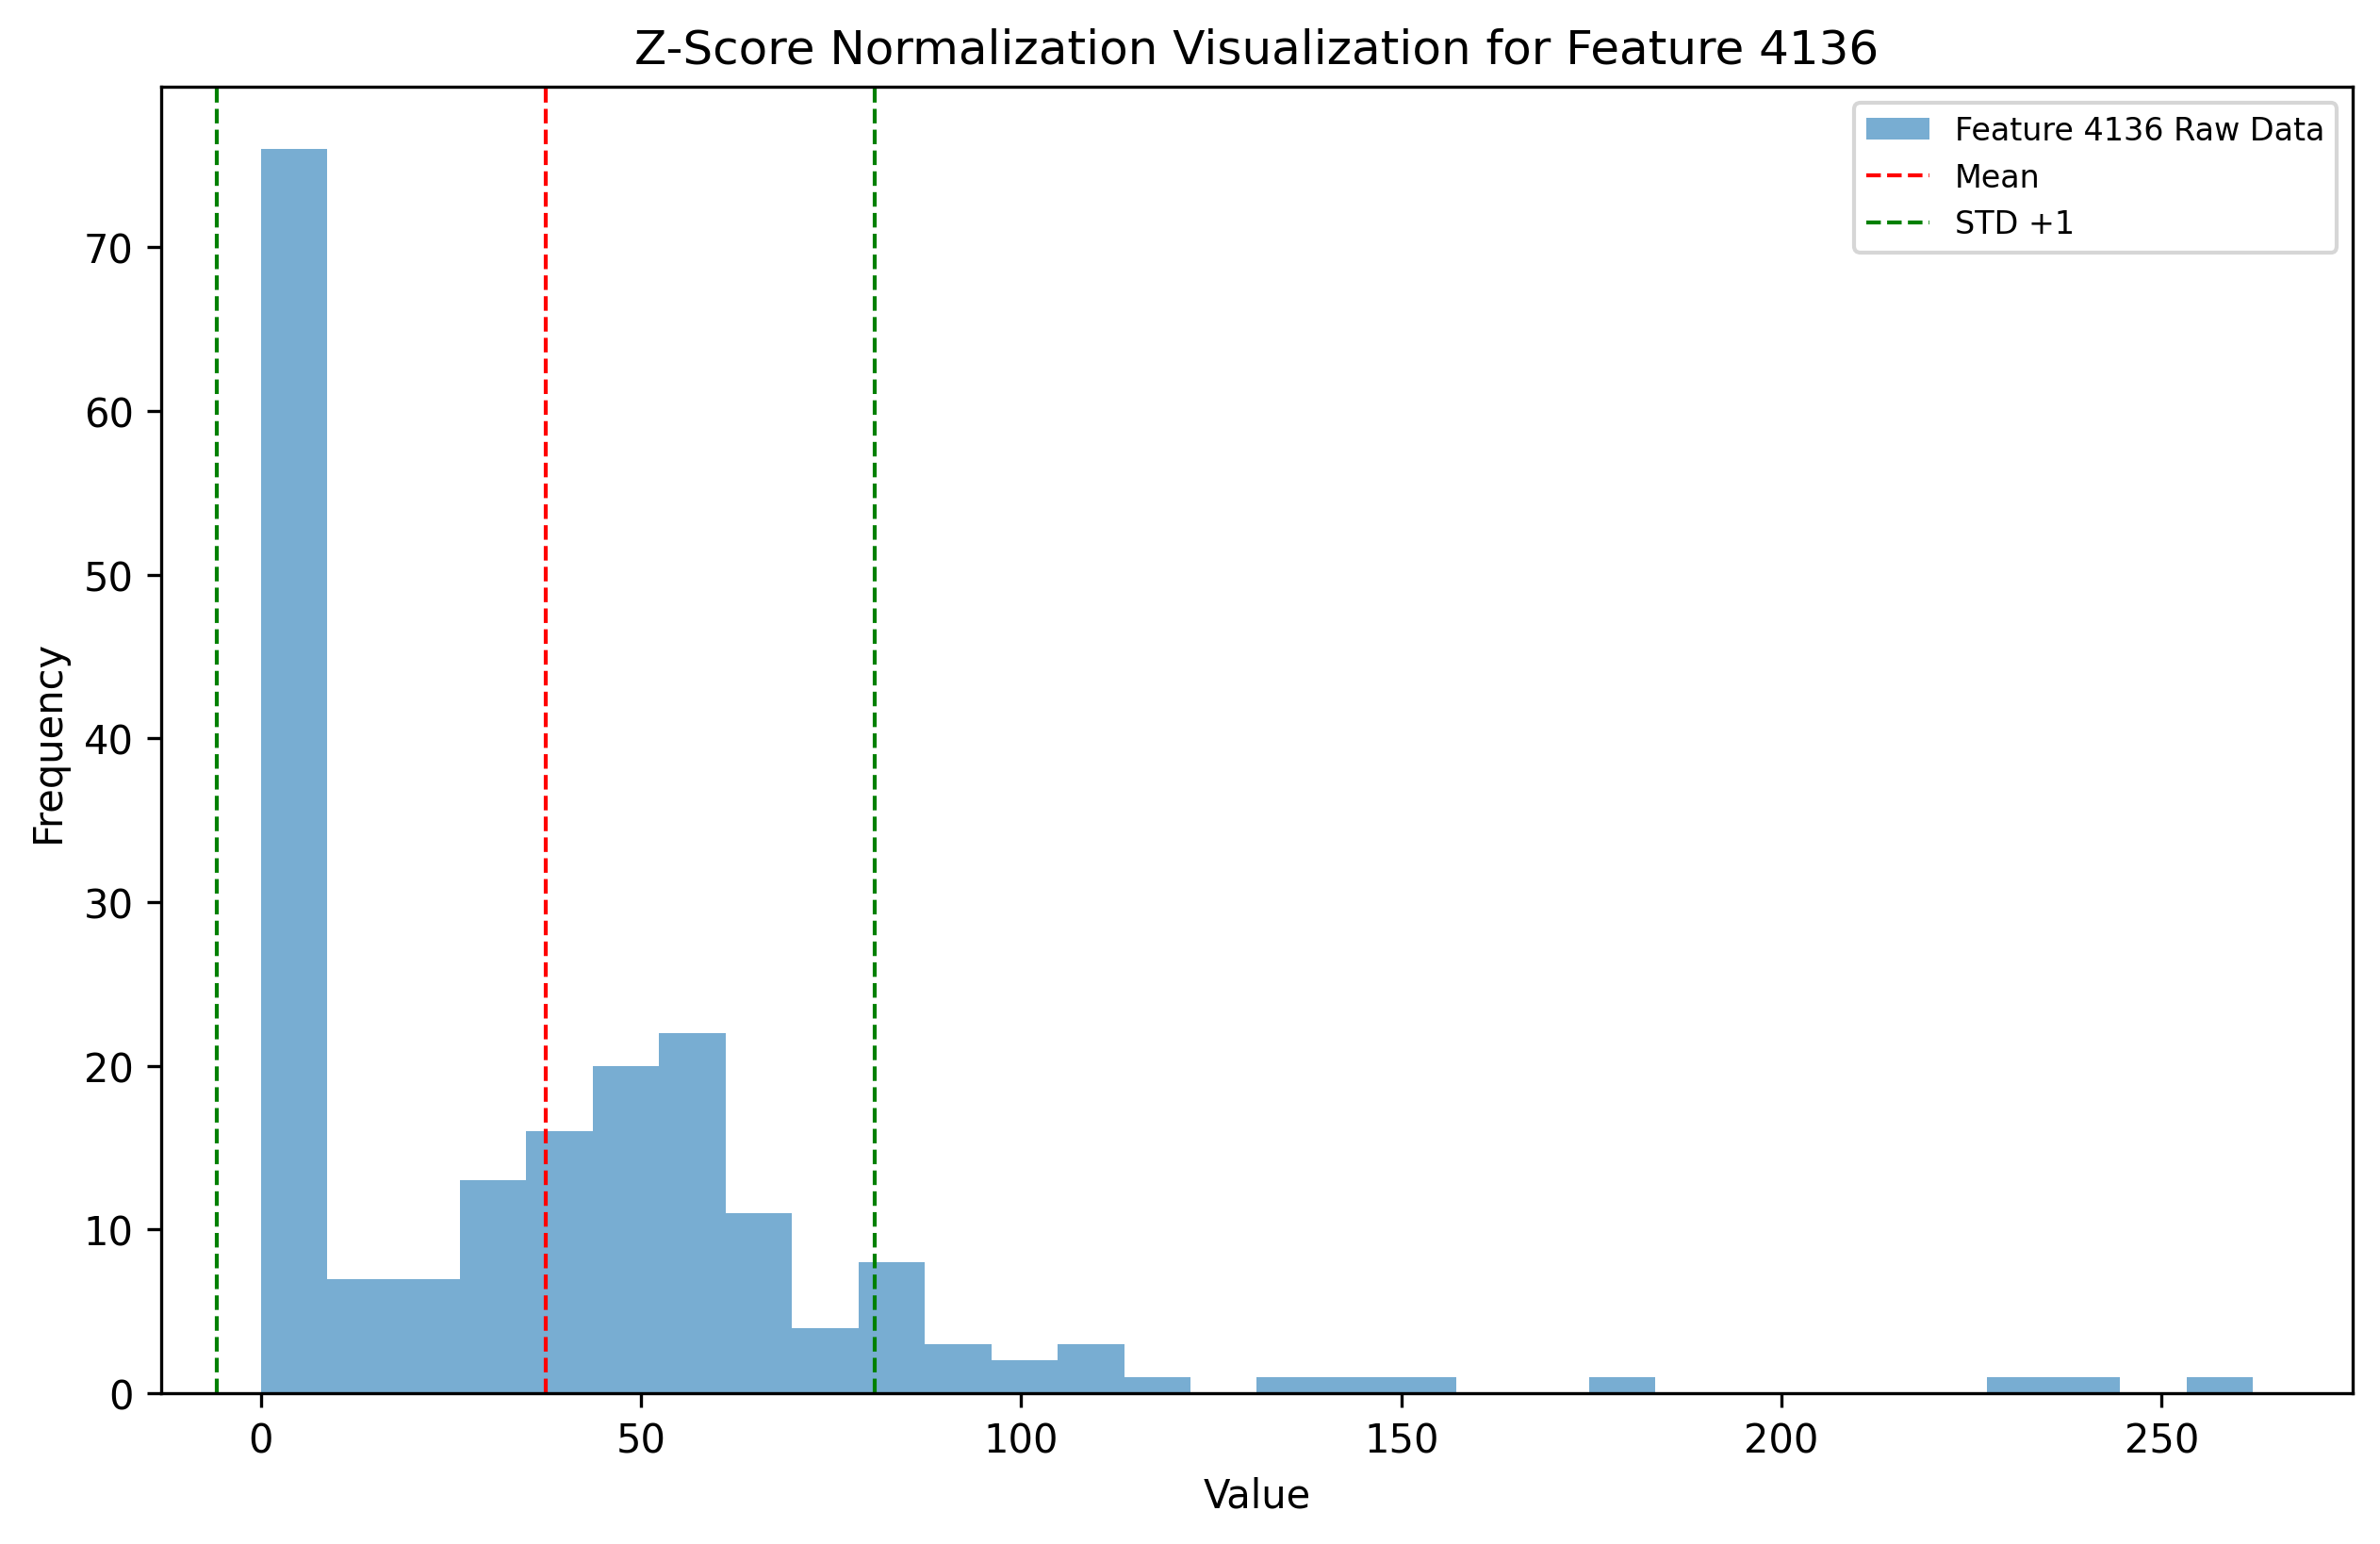 Z-Score Normalization Visualization for Feature 4136
Feature 4136 Raw Data
Mean
STD +1
70
60
50
40
30
20
10
0
Frequency
0 50 100 150 200 250
Value